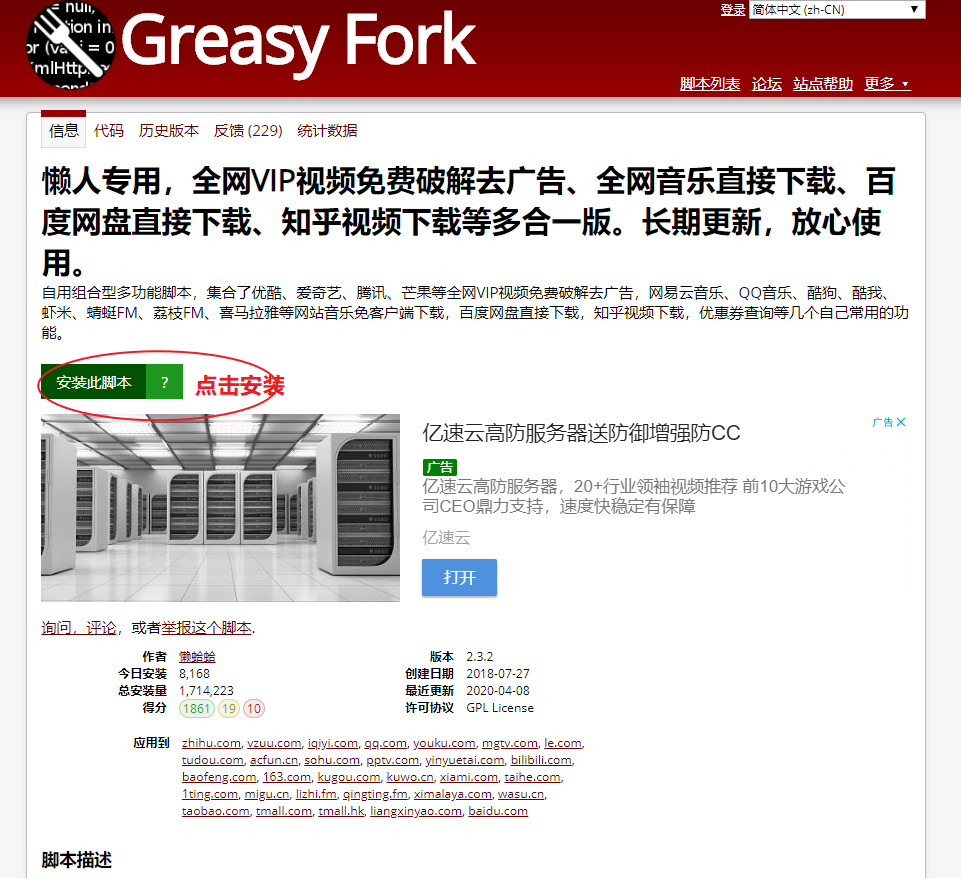 = null,
tion in
or (va i = 0
mlHttp
Greasy Fork
登录 简体中文 (zh-CN)
脚本列表 论坛 站点帮助 更多
信息 代码 历史版本 反馈 (229) 统计数据
懒人专用，全网VIP视频免费破解去广告、全网音乐直接下载、百
度网盘直接下载、知乎视频下载等多合一版。长期更新，放心使
用。
自用组合型多功能脚本，集合了优酷、爱奇艺、腾讯、芒果等全网VIP视频免费破解去广告，网易云音乐、QQ音乐、酷狗、酷我、
虾米、蜻蜓FM、荔枝FM、喜马拉雅等网站音乐免客户端下载，百度网盘直接下载，知乎视频下载，优惠券查询等几个自己常用的功
能。
安装此脚本 ? 点击安装
广告
亿速云高防服务器送防御增强防CC
广告
亿速云高防服务器，20+行业领袖视频推荐 前10大游戏公
司CEO鼎力支持，速度快稳定有保障
亿速云
打开
询问，评论，或者举报这个脚本.
作者 懒蛤蛤 版本 2.3.2
今日安装 8,168 创建日期 2018-07-27
总安装量 1,714,223 最近更新 2020-04-08
得分 1861 19 10 许可协议 GPL License
应用到 zhihu.com, vzuu.com, iqiyi.com, qq.com, youku.com, mgtv.com, le.com,
tudou.com, acfun.cn, sohu.com, pptv.com, yinyuetai.com, bilibili.com,
baofeng.com, 163.com, kugou.com, kuwo.cn, xiami.com, taihe.com,
1ting.com, migu.cn, lizhi.fm, qingting.fm, ximalaya.com, wasu.cn,
taobao.com, tmall.com, tmall.hk, liangxinyao.com, baidu.com
脚本描述